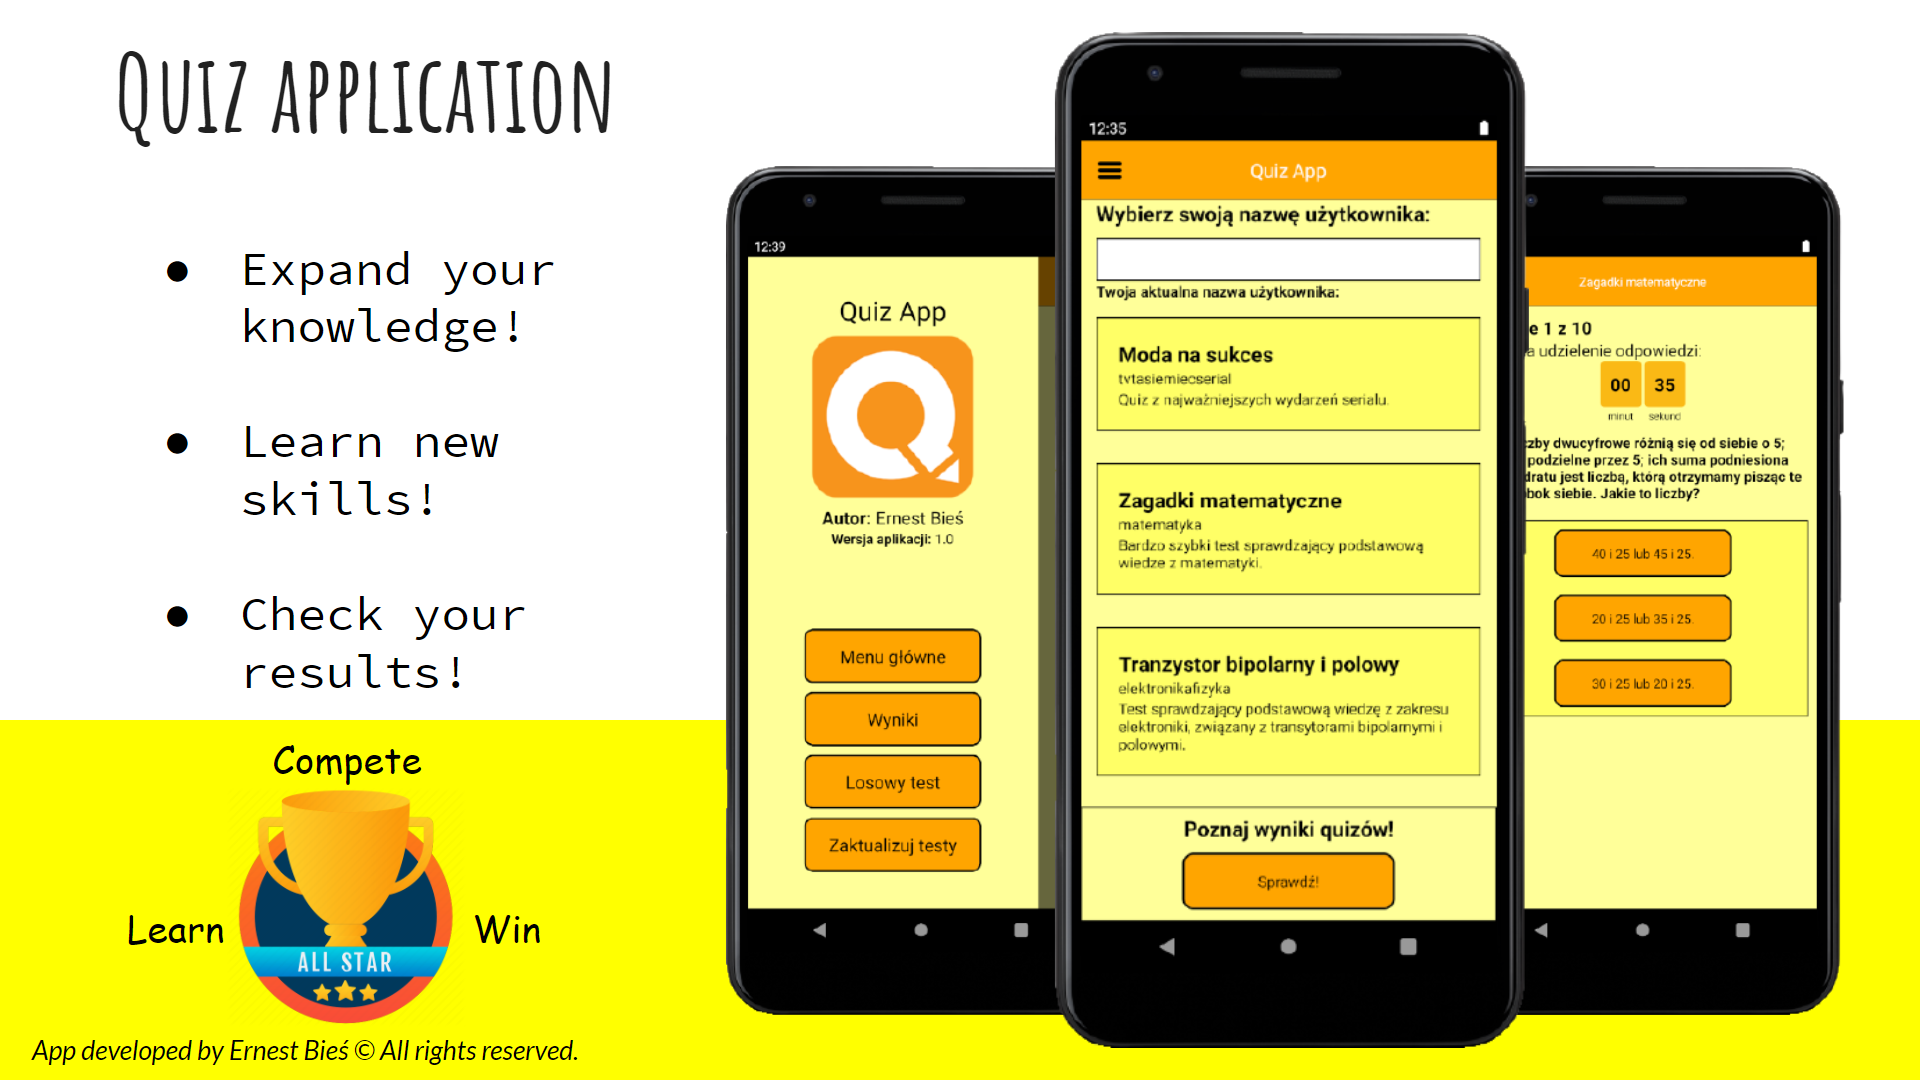 Quiz application
● Expand your
knowledge!
● Learn new
skills!
● Check your
results!
Compete
Learn
Win
ALL STAR
App developed by Ernest Bieś © All rights reserved.
12:39
Quiz App
Autor: Ernest Bieś
Wersja aplikacji: 1.0
Menu główne
Wyniki
Losowy test
Zaktualizuj testy
12:35
Quiz App
Wybierz swoją nazwę użytkownika:
Twoja aktualna nazwa użytkownika:
Moda na sukces
tvtasiemiecserial
Quiz z najważniejszych wydarzeń serialu.
Zagadki matematyczne
matematyka
Bardzo szybki test sprawdzający podstawową
wiedze z matematyki.
Tranzystor bipolarny i polowy
elektronikafizyka
Test sprawdzający podstawową wiedzę z zakresu
elektroniki, związany z transytorami bipolarnymi i
polowymi.
Poznaj wyniki quizów!
Sprawdź!
Zagadki matematyczne
e 1 z 10
a udzielenie odpowiedzi:
00 35
minut sekund
zby dwucyfrowe różnią się od siebie o 5;
podzielne przez 5; ich suma podniesiona
dratu jest liczbą, którą otrzymamy pisząc te
bok siebie. Jakie to liczby?
40 i 25 lub 45 i 25.
20 i 25 lub 35 i 25.
30 i 25 lub 20 i 25.